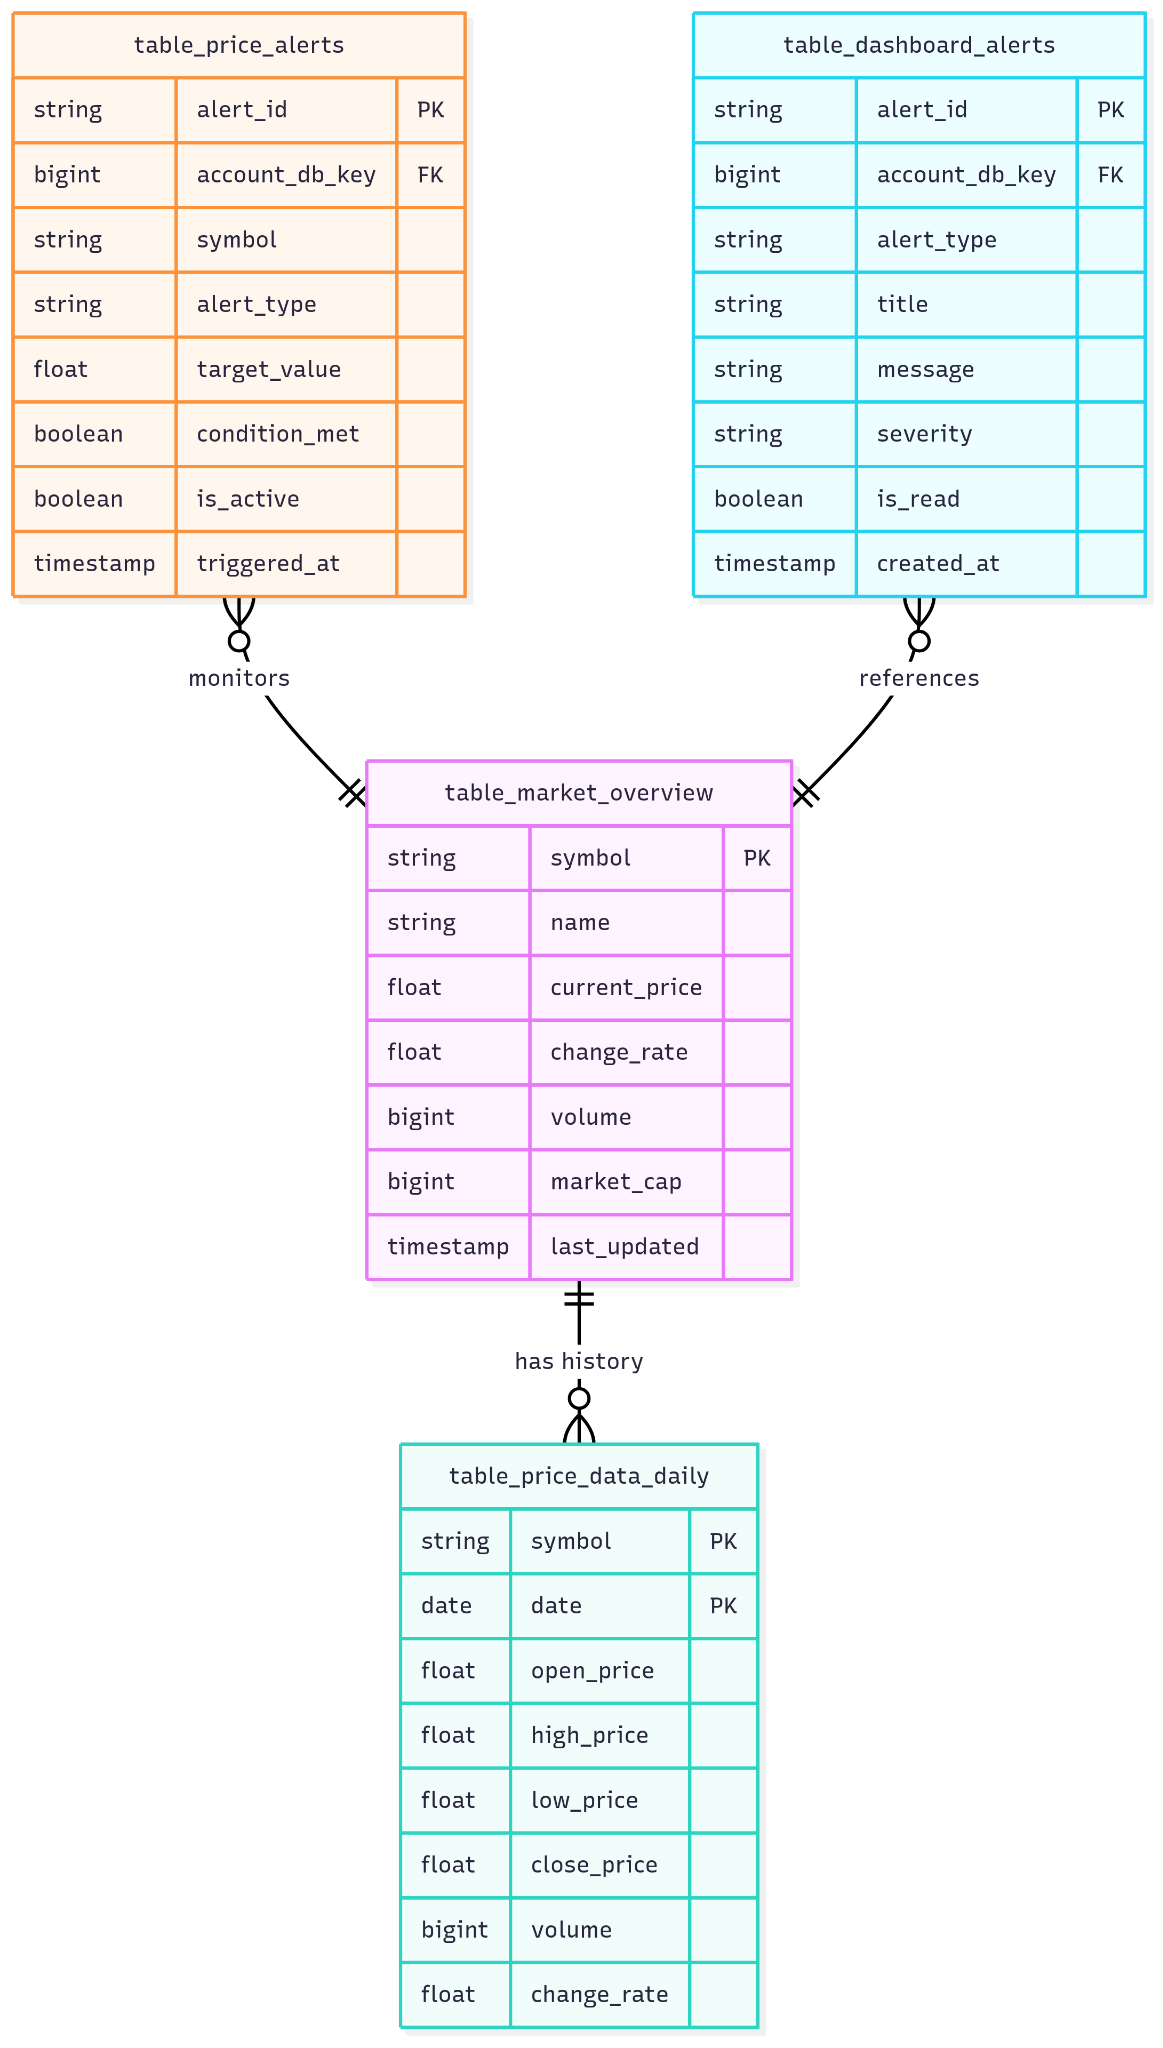 table_price_alerts
string alert_id PK
bigint account_db_key FK
string symbol
string alert_type
float target_value
boolean condition_met
boolean is_active
timestamp triggered_at
table_dashboard_alerts
string alert_id PK
bigint account_db_key FK
string alert_type
string title
string message
string severity
boolean is_read
timestamp created_at
monitors
references
table_market_overview
string symbol PK
string name
float current_price
float change_rate
bigint volume
bigint market_cap
timestamp last_updated
has history
table_price_data_daily
string symbol PK
date date PK
float open_price
float high_price
float low_price
float close_price
bigint volume
float change_rate